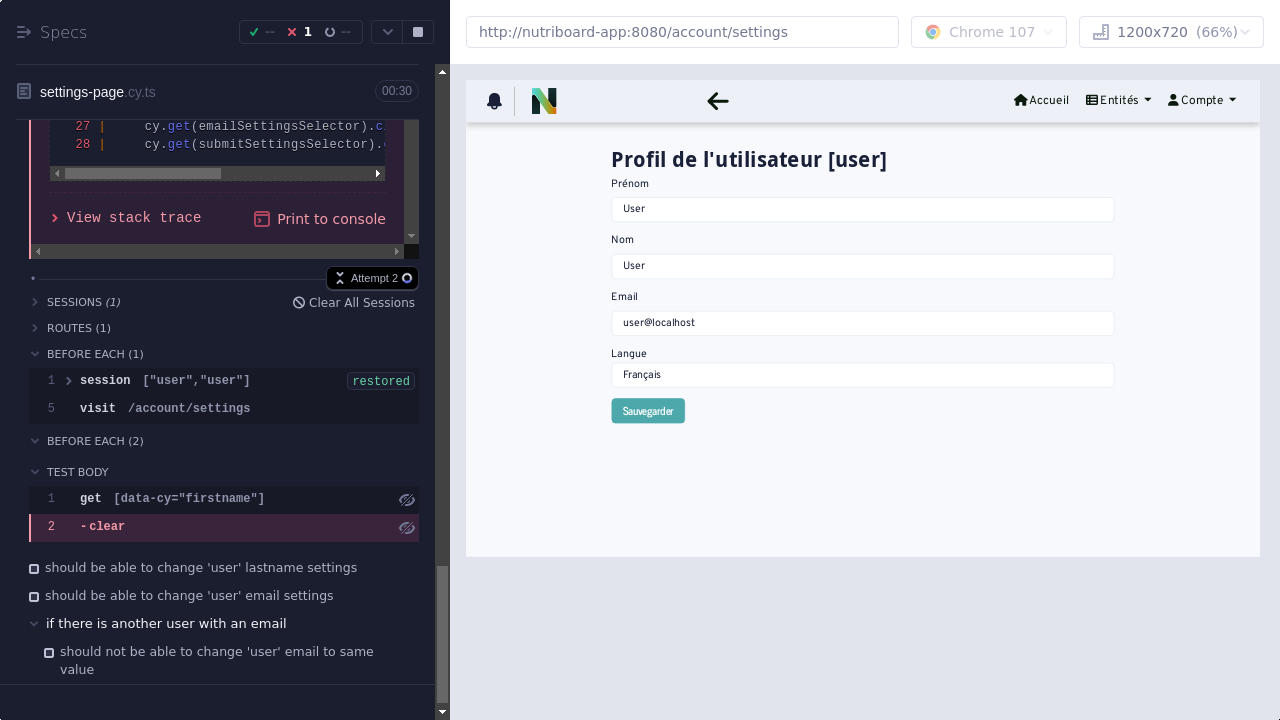 Specs
--
1
--
settings-page.cy.ts
00:30
27 | cy.get(emailSettingsSelector).c
28 | cy.get(submitSettingsSelector).
View stack trace
Print to console
Attempt 2
SESSIONS (1)
Clear All Sessions
ROUTES (1)
BEFORE EACH (1)
1 session ["user","user"] restored
5 visit /account/settings
BEFORE EACH (2)
TEST BODY
1 get [data-cy="firstname"]
2 -clear
should be able to change 'user' lastname settings
should be able to change 'user' email settings
if there is another user with an email
should not be able to change 'user' email to same
value
http://nutriboard-app:8080/account/settings
Chrome 107
1200x720 (66%)
N
Accueil
Entités
Compte
Profil de l'utilisateur [user]
Prénom
User
Nom
User
Email
user@localhost
Langue
Français
Sauvegarder